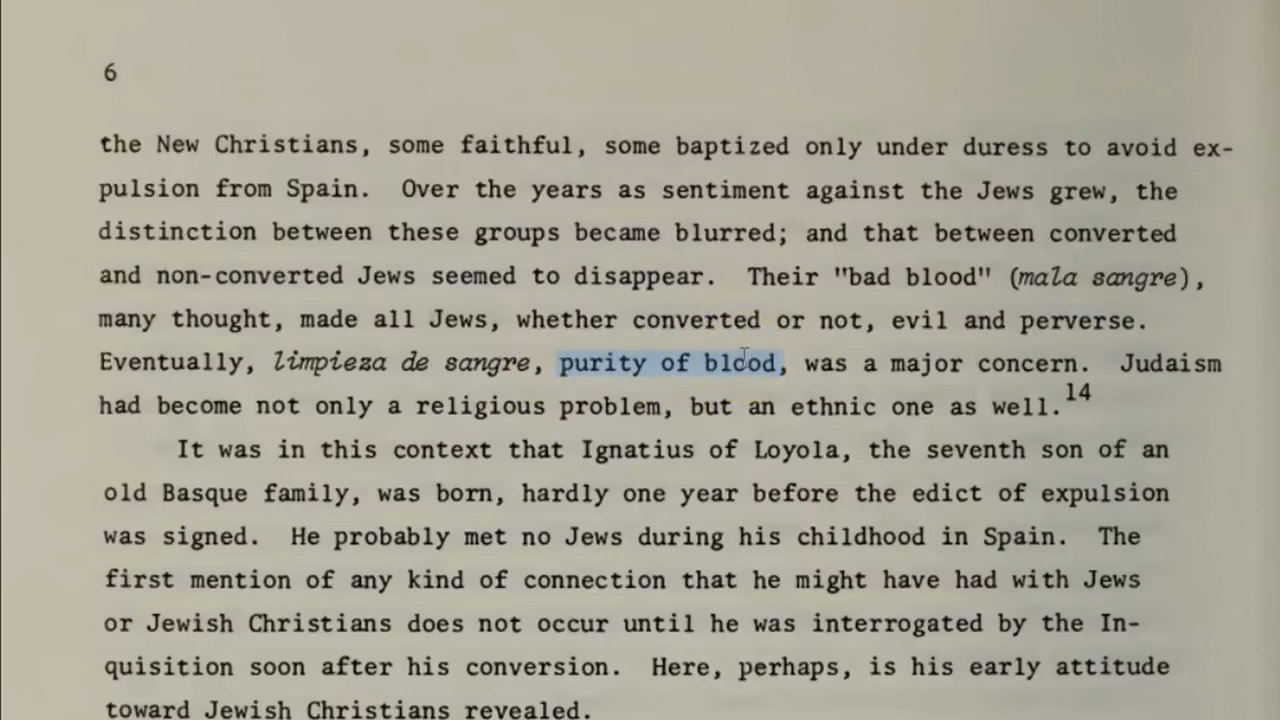 6
the New Christians, some faithful, some baptized only under duress to avoid ex-
pulsion from Spain. Over the years as sentiment against the Jews grew, the
distinction between these groups became blurred; and that between converted
and non-converted Jews seemed to disappear. Their "bad blood" (mala sangre),
many thought, made all Jews, whether converted or not, evil and perverse.
Eventually, limpieza de sangre, purity of blood, was a major concern. Judaism
had become not only a religious problem, but an ethnic one as well.14
It was in this context that Ignatius of Loyola, the seventh son of an
old Basque family, was born, hardly one year before the edict of expulsion
was signed. He probably met no Jews during his childhood in Spain. The
first mention of any kind of connection that he might have had with Jews
or Jewish Christians does not occur until he was interrogated by the In-
quisition soon after his conversion. Here, perhaps, is his early attitude
toward Jewish Christians revealed.